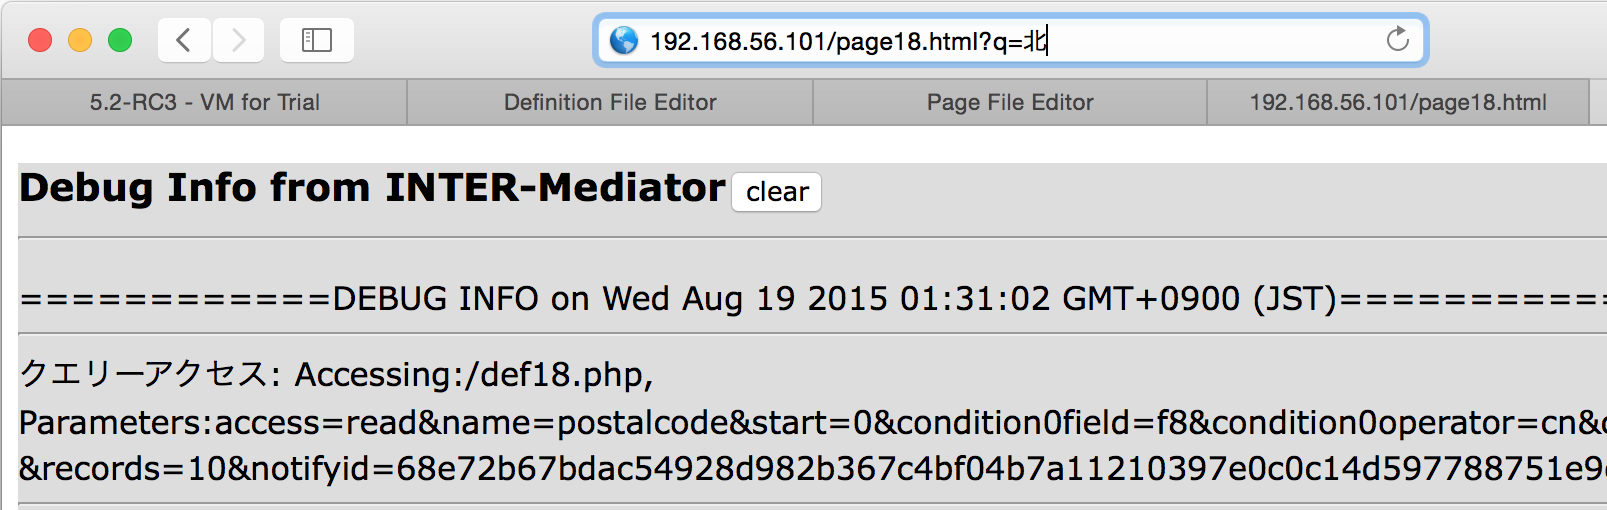 192.168.56.101/page18.html?q=北
5.2-RC3 - VM for Trial
Definition File Editor
Page File Editor
192.168.56.101/page18.html
Debug Info from INTER-Mediator clear
============DEBUG INFO on Wed Aug 19 2015 01:31:02 GMT+0900 (JST)===========
クエリーアクセス: Accessing:/def18.php,
Parameters:access=read&name=postalcode&start=0&condition0field=f8&condition0operator=cn&
&records=10&notifyid=68e72b67bdac54928d982b367c4bf04b7a11210397e0c0c14d597788751e9